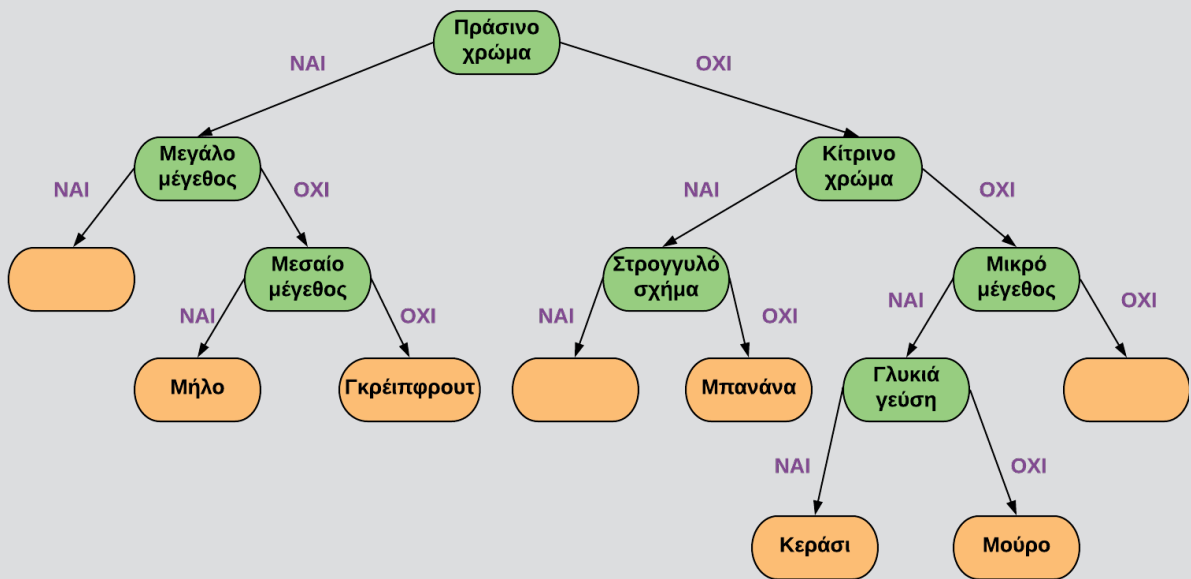 Πράσινο
χρώμα
ΝΑΙ
ΟΧΙ
Μεγάλο
μέγεθος
Κίτρινο
χρώμα
ΝΑΙ
ΟΧΙ
ΝΑΙ
ΟΧΙ
Μεσαίο
μέγεθος
Στρογγυλό
σχήμα
Μικρό
μέγεθος
ΝΑΙ
ΟΧΙ
ΝΑΙ
ΟΧΙ
ΝΑΙ
ΟΧΙ
Μήλο
Γκρέιπφρουτ
Μπανάνα
Γλυκιά
γεύση
ΝΑΙ
ΟΧΙ
Κεράσι
Μούρο